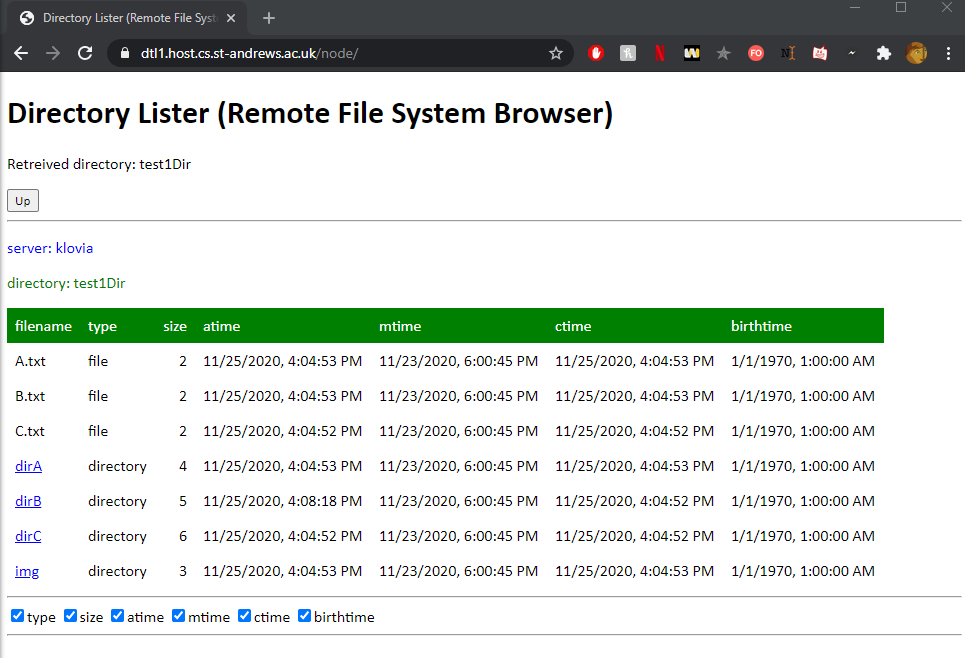 Directory Lister (Remote File Syst
dtl1.host.cs.st-andrews.ac.uk/node/
Directory Lister (Remote File System Browser)
Retreived directory: test1Dir
Up
server: klovia
directory: test1Dir
filename type size atime mtime ctime birthtime
A.txt file 2 11/25/2020, 4:04:53 PM 11/23/2020, 6:00:45 PM 11/25/2020, 4:04:53 PM 1/1/1970, 1:00:00 AM
B.txt file 2 11/25/2020, 4:04:53 PM 11/23/2020, 6:00:45 PM 11/25/2020, 4:04:53 PM 1/1/1970, 1:00:00 AM
C.txt file 2 11/25/2020, 4:04:52 PM 11/23/2020, 6:00:45 PM 11/25/2020, 4:04:52 PM 1/1/1970, 1:00:00 AM
dirA directory 4 11/25/2020, 4:04:53 PM 11/23/2020, 6:00:45 PM 11/25/2020, 4:04:53 PM 1/1/1970, 1:00:00 AM
dirB directory 5 11/25/2020, 4:08:18 PM 11/23/2020, 6:00:45 PM 11/25/2020, 4:04:52 PM 1/1/1970, 1:00:00 AM
dirC directory 6 11/25/2020, 4:04:52 PM 11/23/2020, 6:00:45 PM 11/25/2020, 4:04:52 PM 1/1/1970, 1:00:00 AM
img directory 3 11/25/2020, 4:04:53 PM 11/23/2020, 6:00:45 PM 11/25/2020, 4:04:53 PM 1/1/1970, 1:00:00 AM
type size atime mtime ctime birthtime